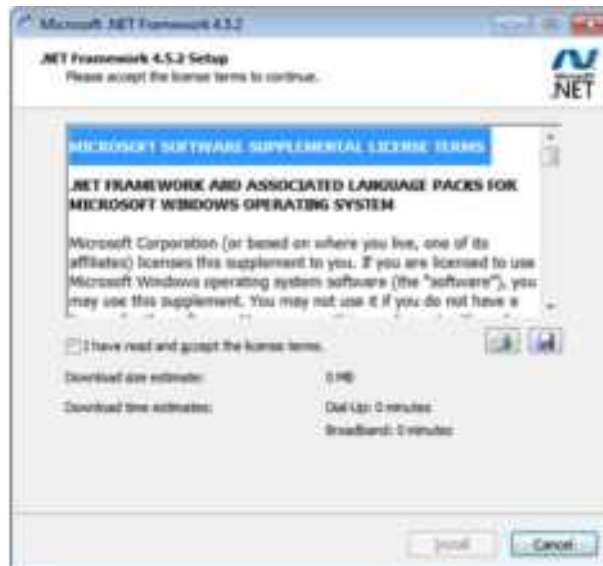 Microsoft .NET Framework 4.5.2
.NET Framework 4.5.2 Setup
Please accept the license terms to continue.
Microsoft
.NET
MICROSOFT SOFTWARE SUPPLEMENTAL LICENSE TERMS
.NET FRAMEWORK AND ASSOCIATED LANGUAGE PACKS FOR
MICROSOFT WINDOWS OPERATING SYSTEM
Microsoft Corporation (or based on where you live, one of its
affiliates) licenses this supplement to you. If you are licensed to use
Microsoft Windows operating system software (the "software"), you
may use this supplement. You may not use it if you do not have a
I have read and accept the license terms.
Download size estimate: 0 MB
Download time estimates: Dial-Up: 0 minutes
Broadband: 0 minutes
Install Cancel